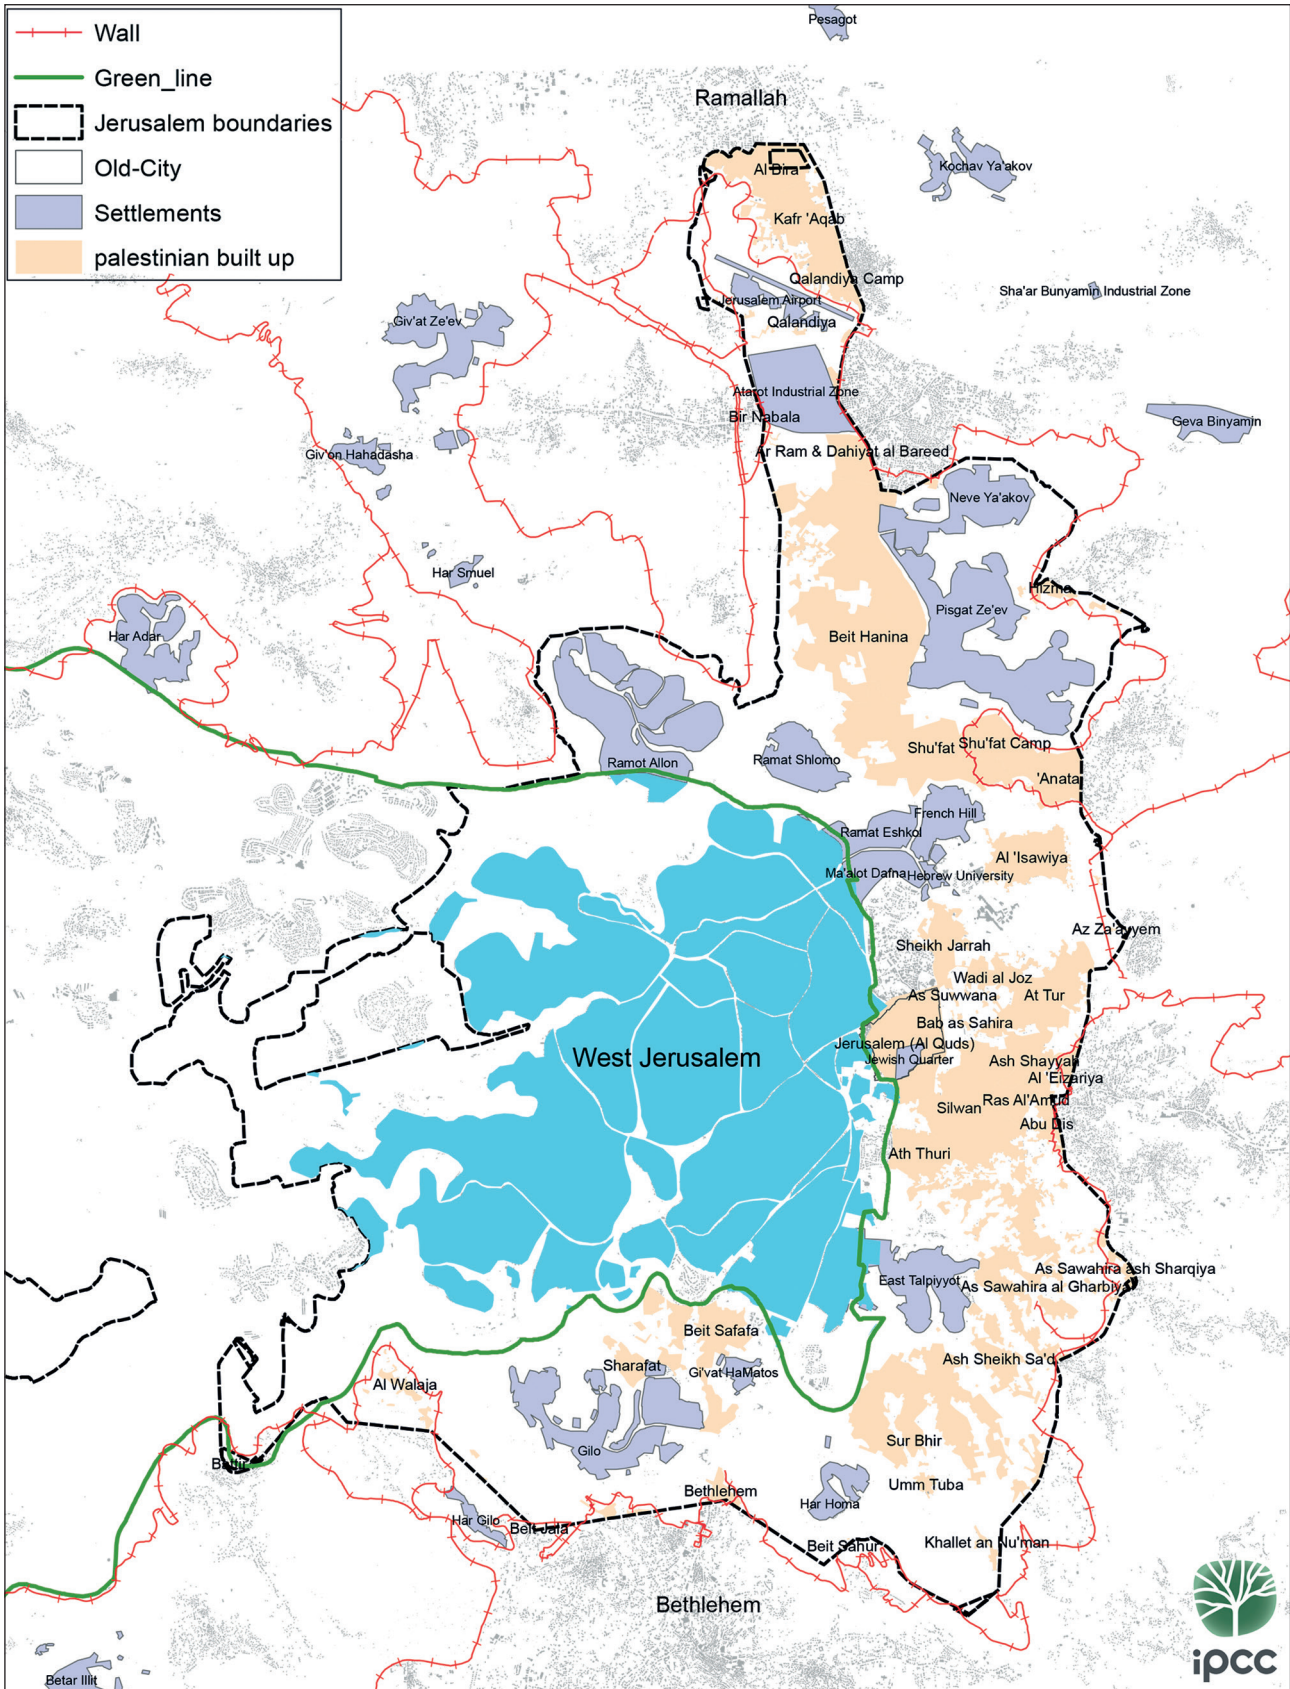 Wall
Green_line
Jerusalem boundaries
Old-City
Settlements
palestinian built up
Pesagot
Ramallah
Kochav Ya'akov
Al Dira
Kafr 'Aqab
Qalandiya Camp
Sha'ar Bunyamin Industrial Zone
Jerusalem Airport
Giv'at Ze'ev
Qalandiya
Atarot Industrial Zone
Bir Nabala
Geva Binyamin
Ar Ram & Dahiyat al Bareed
Giv'on Hahadasha
Neve Ya'akov
Har Smuel
Hizma
Pisgat Ze'ev
Har Adar
Beit Hanina
Shu'fat
Shu'fat Camp
Ramat Shlomo
Ramot Allon
'Anata
French Hill
Ramat Eshkol
Al 'Isawiya
Ma'alot Dafna
Hebrew University
Az Za'ayyem
Sheikh Jarrah
Wadi al Joz
As Suwwana
At Tur
Bab as Sahira
Jerusalem (Al Quds)
West Jerusalem
Jewish Quarter
Ash Shayyah
Al 'Eizariya
Ras Al'Amud
Silwan
Abu Dis
Ath Thuri
As Sawahira ash Sharqiya
East Talpiyyot
As Sawahira al Gharbiya
Beit Safafa
Ash Sheikh Sa'd
Sharafat
Gi'vat HaMatos
Al Walaja
Sur Bhir
Gilo
Battir
Umm Tuba
Bethlehem
Har Homa
Har Gilo
Beit Jala
Beit Sahur
Khallet an Nu'man
Bethlehem
ipcc
Betar Illit